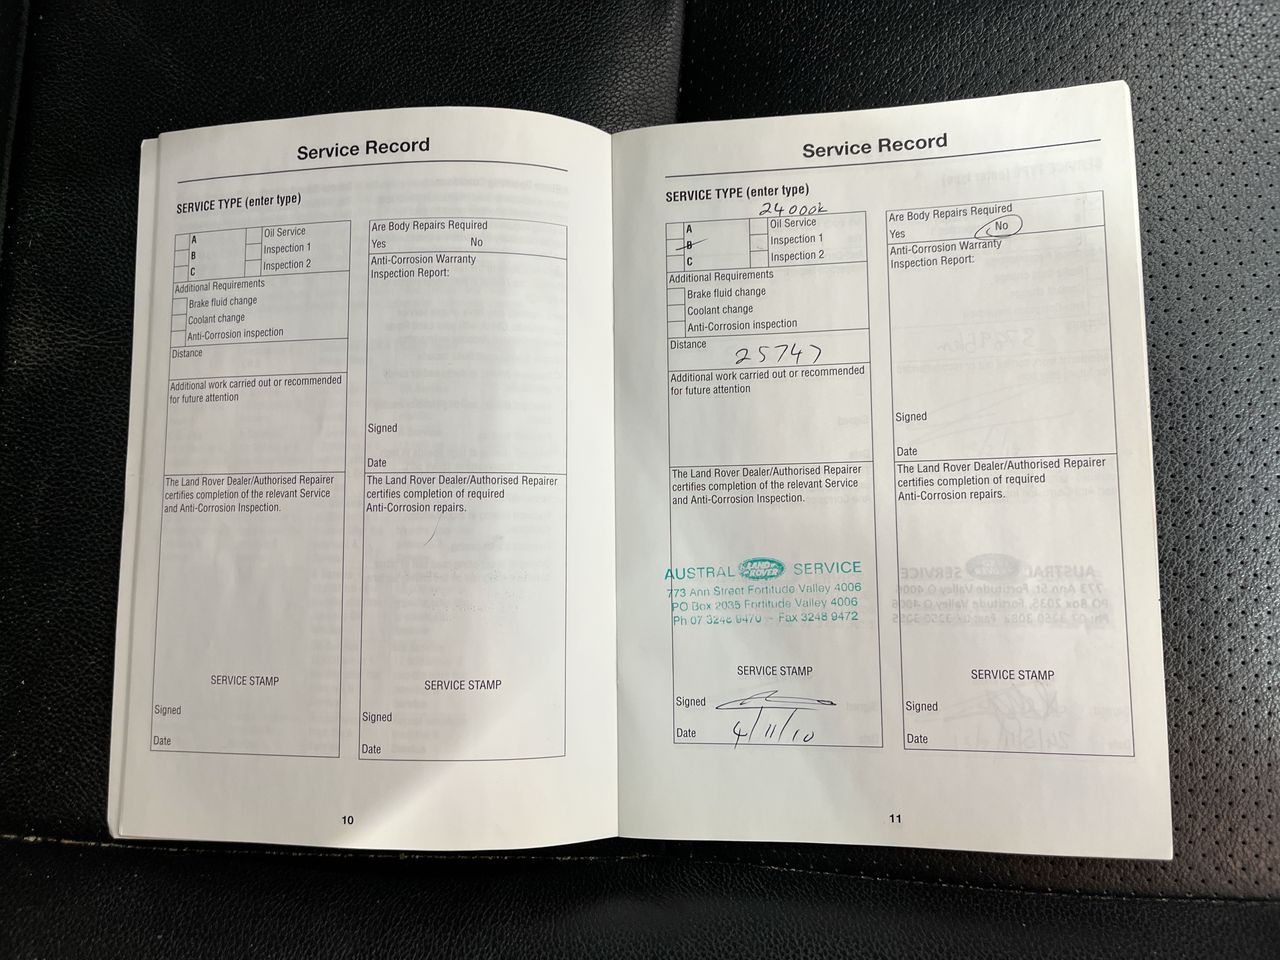 Service Record
SERVICE TYPE (enter type)
A
B
C
Oil Service
Inspection 1
Inspection 2
Additional Requirements
Brake fluid change
Coolant change
Anti-Corrosion inspection
Distance
Additional work carried out or recommended
for future attention
The Land Rover Dealer/Authorised Repairer
certifies completion of the relevant Service
and Anti-Corrosion Inspection.
SERVICE STAMP
Signed
Date
Are Body Repairs Required
Yes No
Anti-Corrosion Warranty
Inspection Report:
Signed
Date
The Land Rover Dealer/Authorised Repairer
certifies completion of required
Anti-Corrosion repairs.
SERVICE STAMP
Signed
Date
10
Service Record
SERVICE TYPE (enter type)
24000k
A
B
C
Oil Service
Inspection 1
Inspection 2
Additional Requirements
Brake fluid change
Coolant change
Anti-Corrosion inspection
Distance 25747
Additional work carried out or recommended
for future attention
The Land Rover Dealer/Authorised Repairer
certifies completion of the relevant Service
and Anti-Corrosion Inspection.
AUSTRAL LAND ROVER SERVICE
773 Ann Street Fortitude Valley 4006
PO Box 2035 Fortitude Valley 4006
Ph 07 3248 9470 - Fax 3248 9472
SERVICE STAMP
Signed
Date 4/11/10
Are Body Repairs Required
Yes No
Anti-Corrosion Warranty
Inspection Report:
Signed
Date
The Land Rover Dealer/Authorised Repairer
certifies completion of required
Anti-Corrosion repairs.
SERVICE STAMP
Signed
Date
11